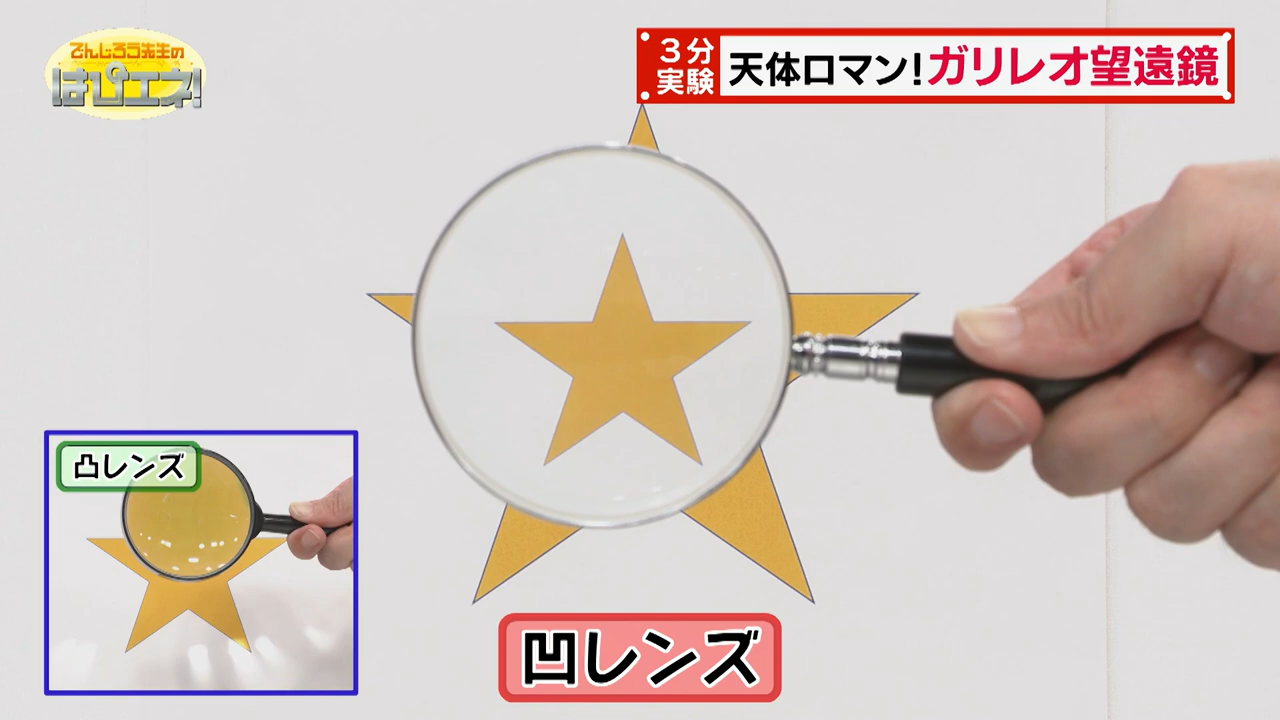 でんじろう先生の
はぴエネ!
3分
実験
天体ロマン!ガリレオ望遠鏡
凸レンズ
凹レンズ